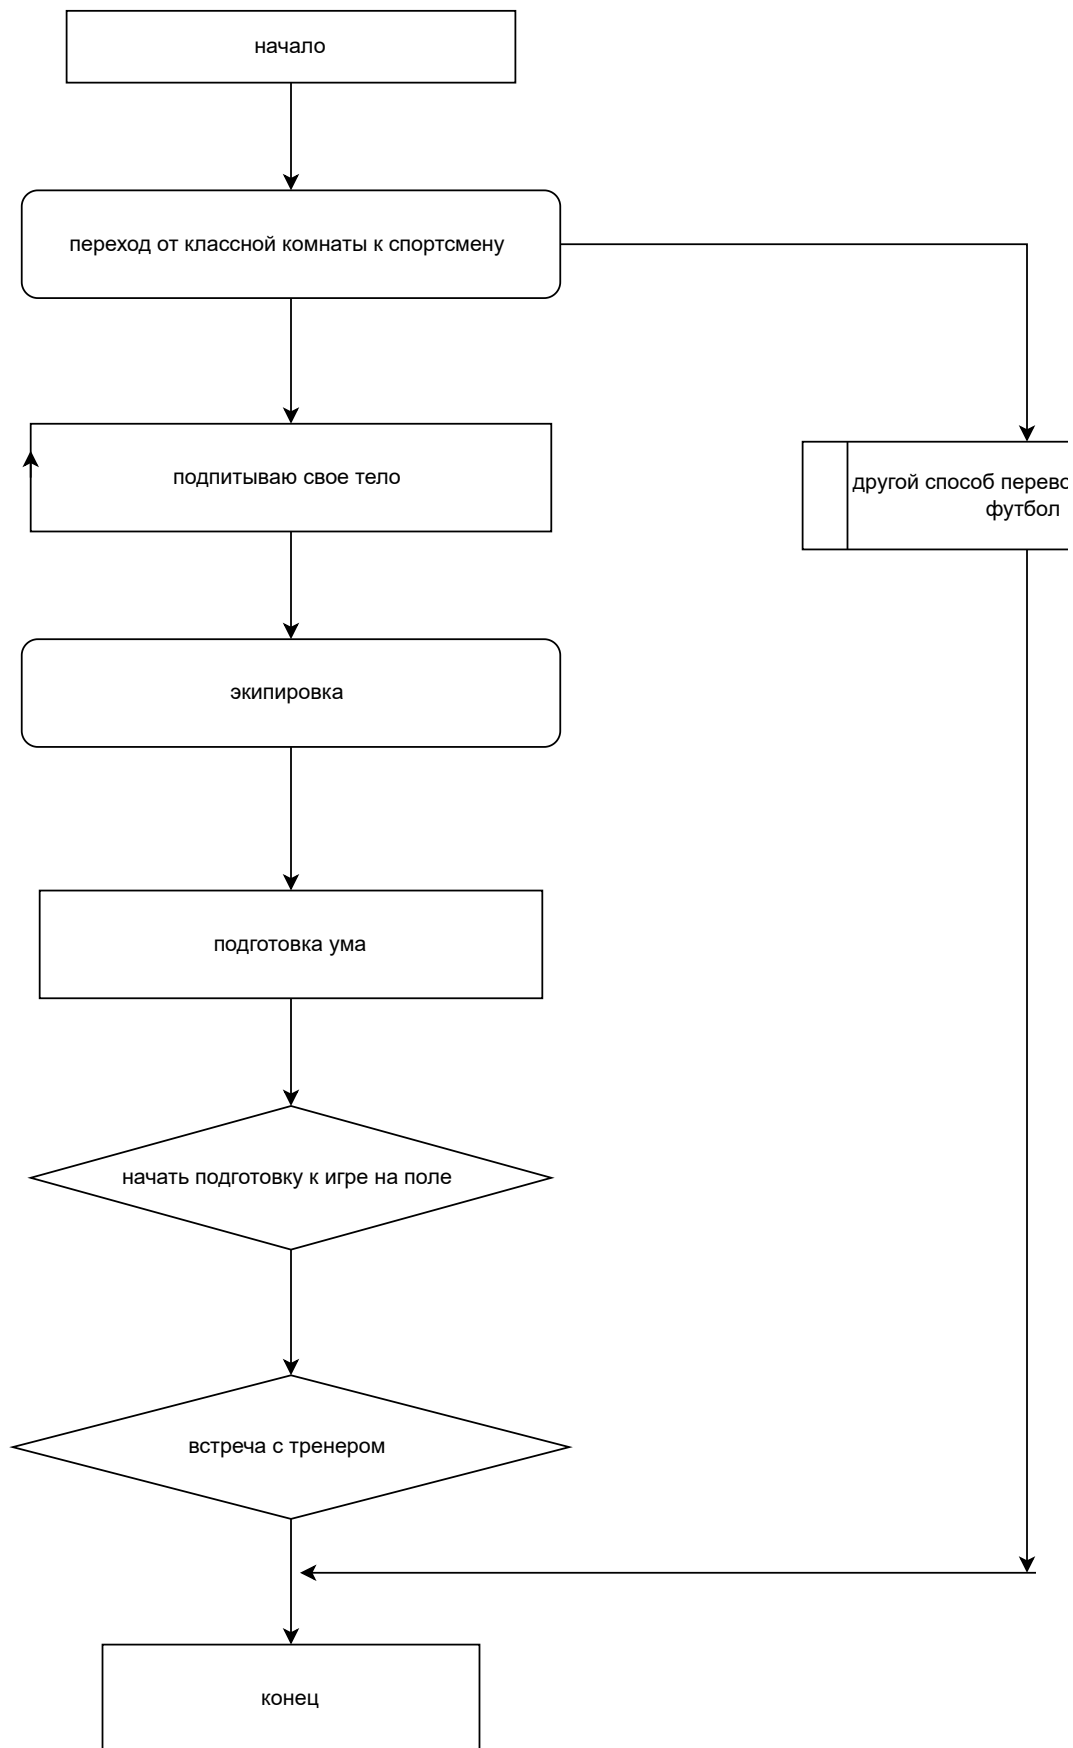 начало
переход от классной комнаты к спортсмену
подпитываю свое тело
другой способ
футбол
экипировка
подготовка ума
начать подготовку к игре на поле
встреча с тренером
конец